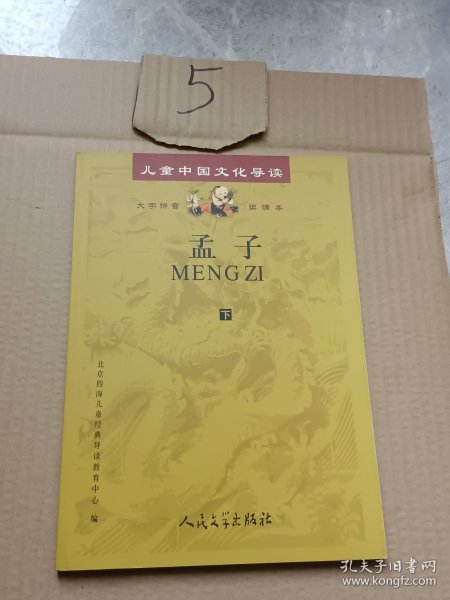 5
儿童中国文化导读
大字拼音 诵读本
孟子
MENG ZI
下
北京四海儿童经典导读教育中心 编
人民文学出版社
孔夫子旧书网
www.kongfz.com